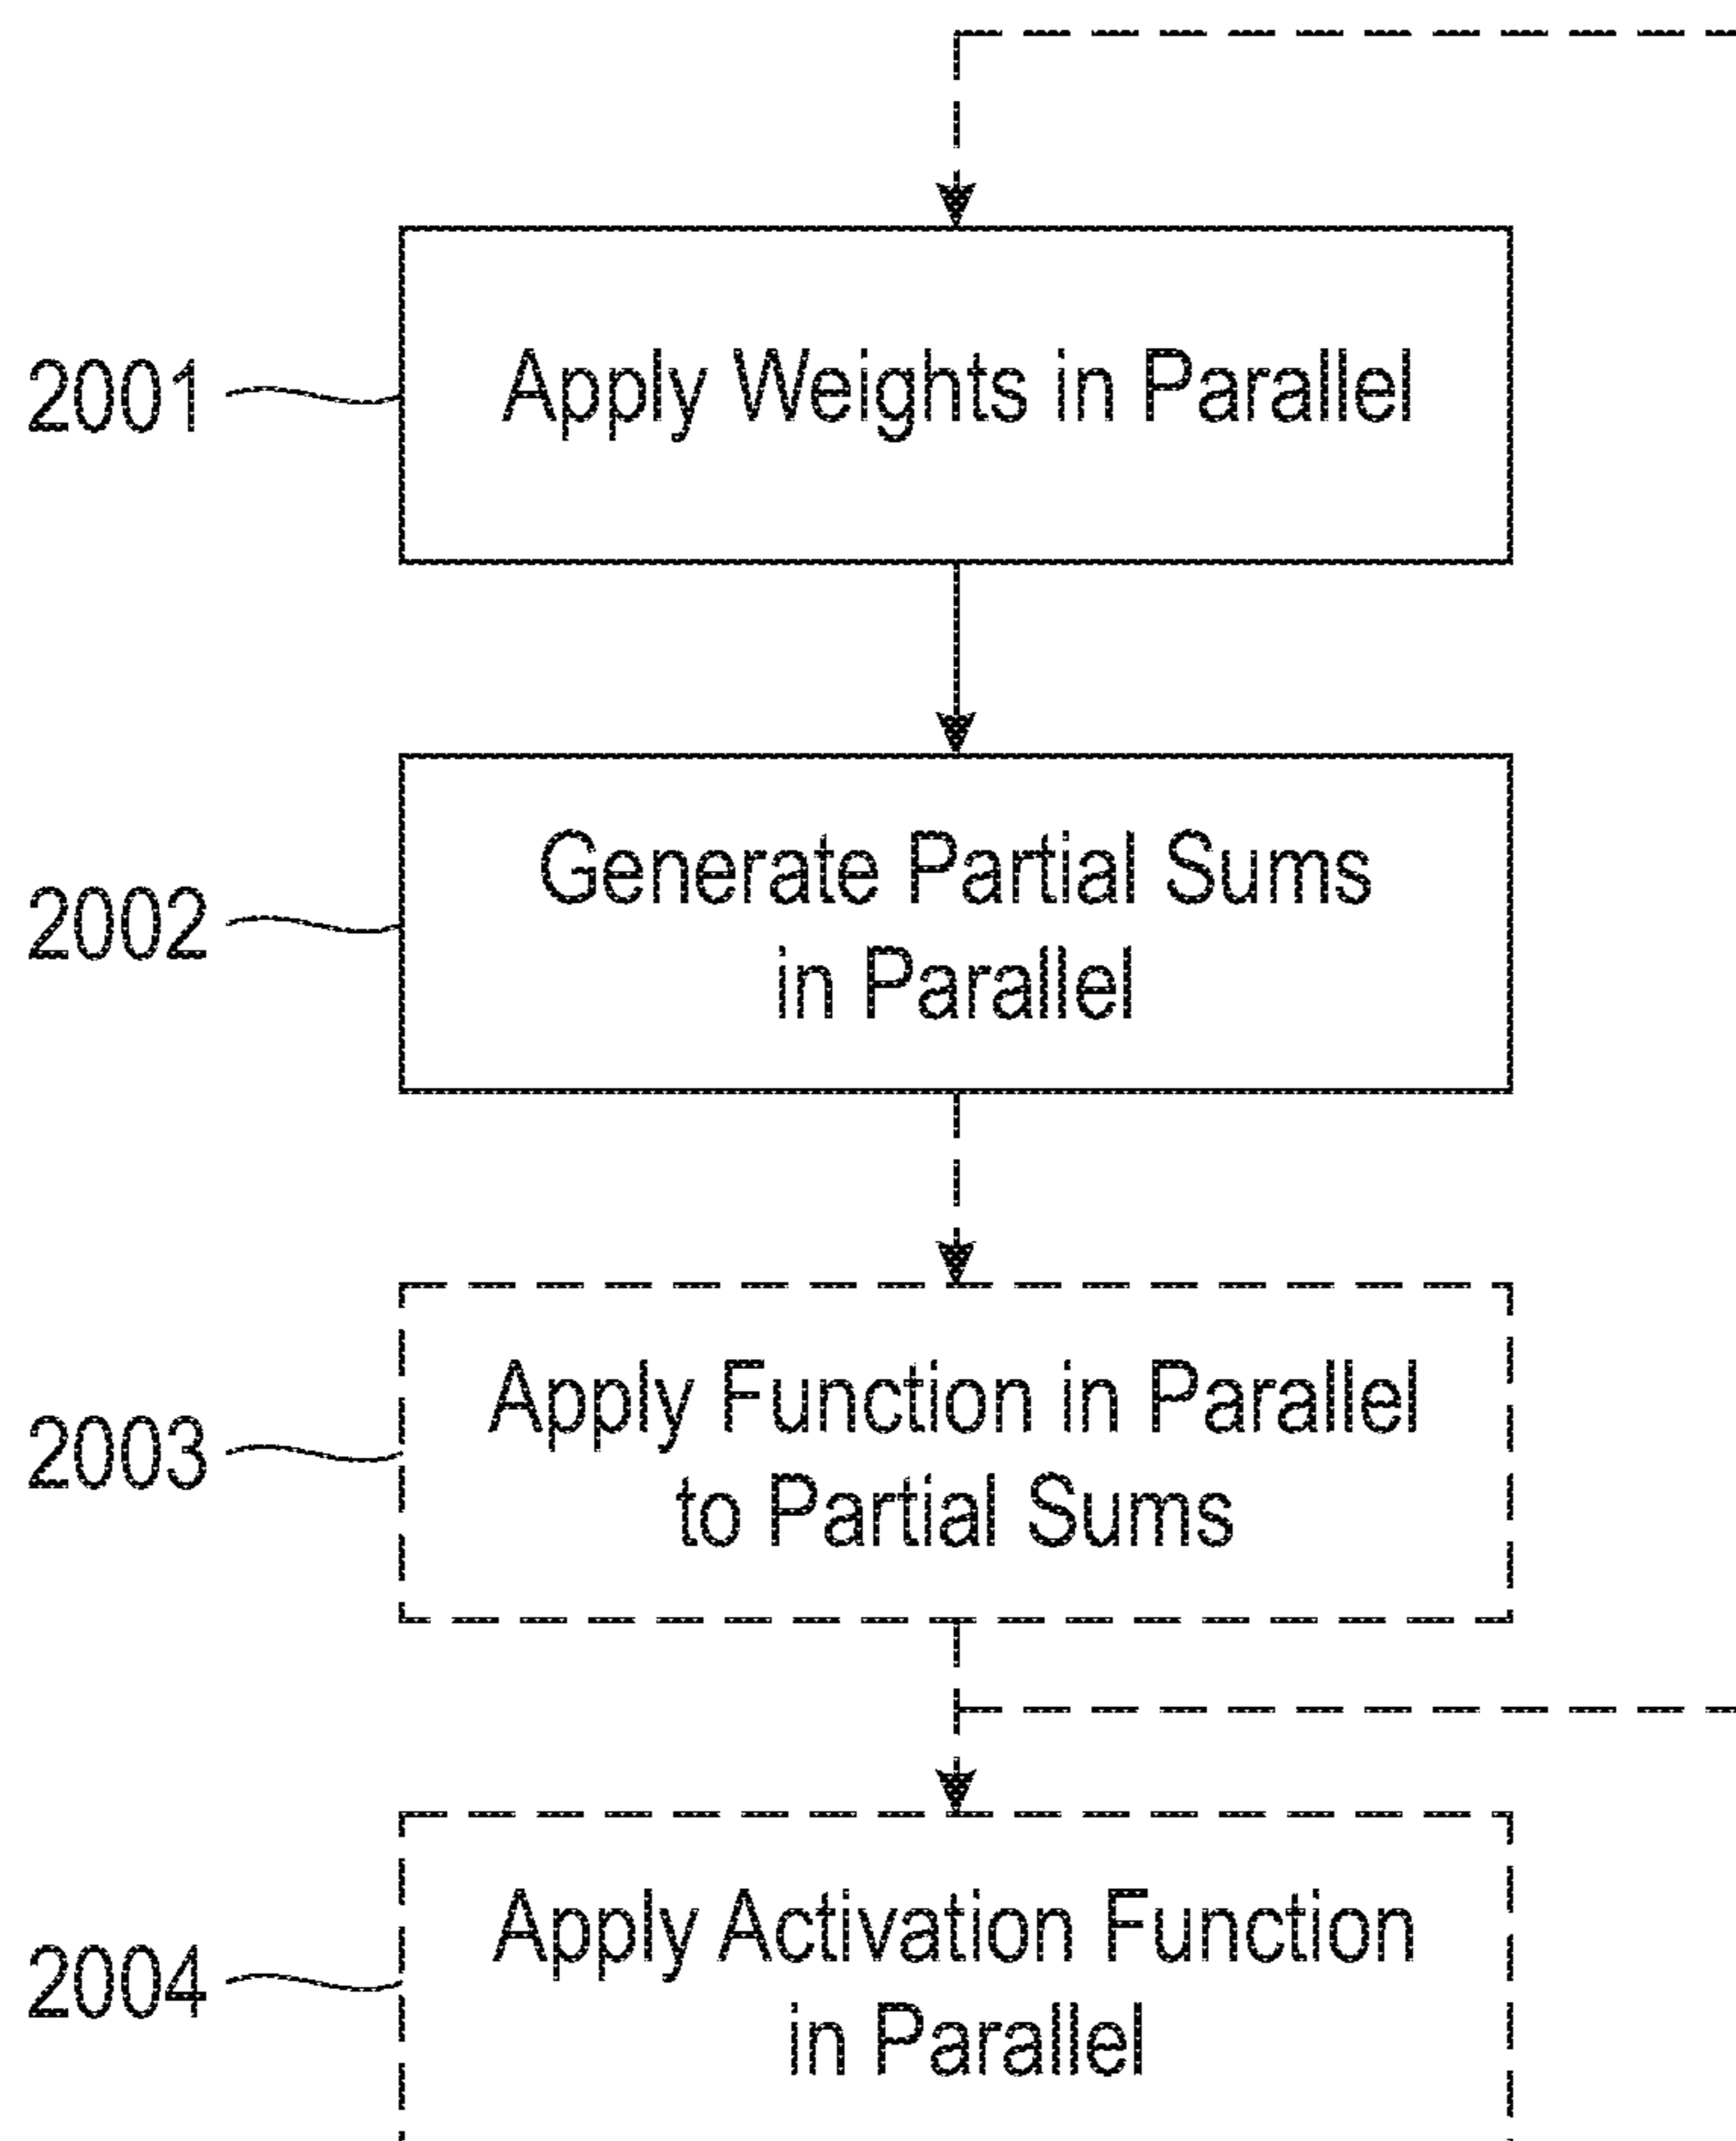 2001
Apply Weights in Parallel
2002
Generate Partial Sums
in Parallel
2003
Apply Function in Parallel
to Partial Sums
2004
Apply Activation Function
in Parallel